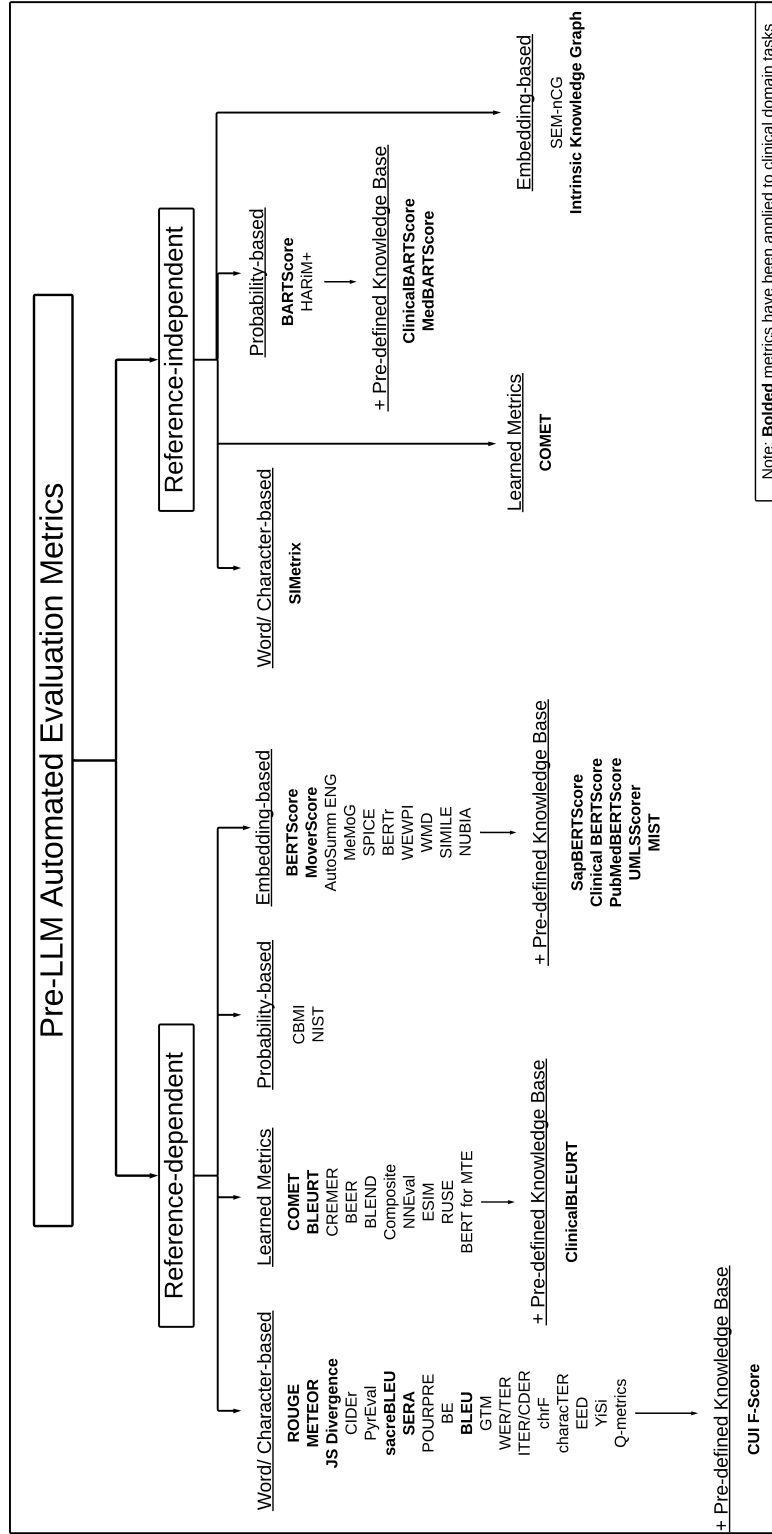 Pre-LLM Automated Evaluation Metrics
Reference-dependent
Word/ Character-based
ROUGE
METEOR
JS Divergence
CIDEr
PyrEval
sacreBLEU
SERA
POURPRE
BE
BLEU
GTM
WER/TER
ITER/CDER
chrF
characTER
EED
YiSi
Q-metrics
+ Pre-defined Knowledge Base
CUI F-Score
Learned Metrics
COMET
BLEURT
CREMER
BEER
BLEND
Composite
NNEval
ESIM
RUSE
BERT for MTE
+ Pre-defined Knowledge Base
ClinicalBLEURT
Probability-based
CBMI
NIST
Embedding-based
BERTScore
MoverScore
AutoSumm ENG
MeMoG
SPICE
BERTr
WEWPI
WMD
SIMILE
NUBIA
+ Pre-defined Knowledge Base
SapBERTScore
Clinical BERTScore
PubMedBERTScore
UMLSScorer
MIST
Reference-independent
Word/ Character-based
SIMetrix
Learned Metrics
COMET
Probability-based
BARTScore
HARiM+
+ Pre-defined Knowledge Base
ClinicalBARTScore
MedBARTScore
Embedding-based
SEM-nCG
Intrinsic Knowledge Graph
Note: Bolded metrics have been applied to clinical domain tasks